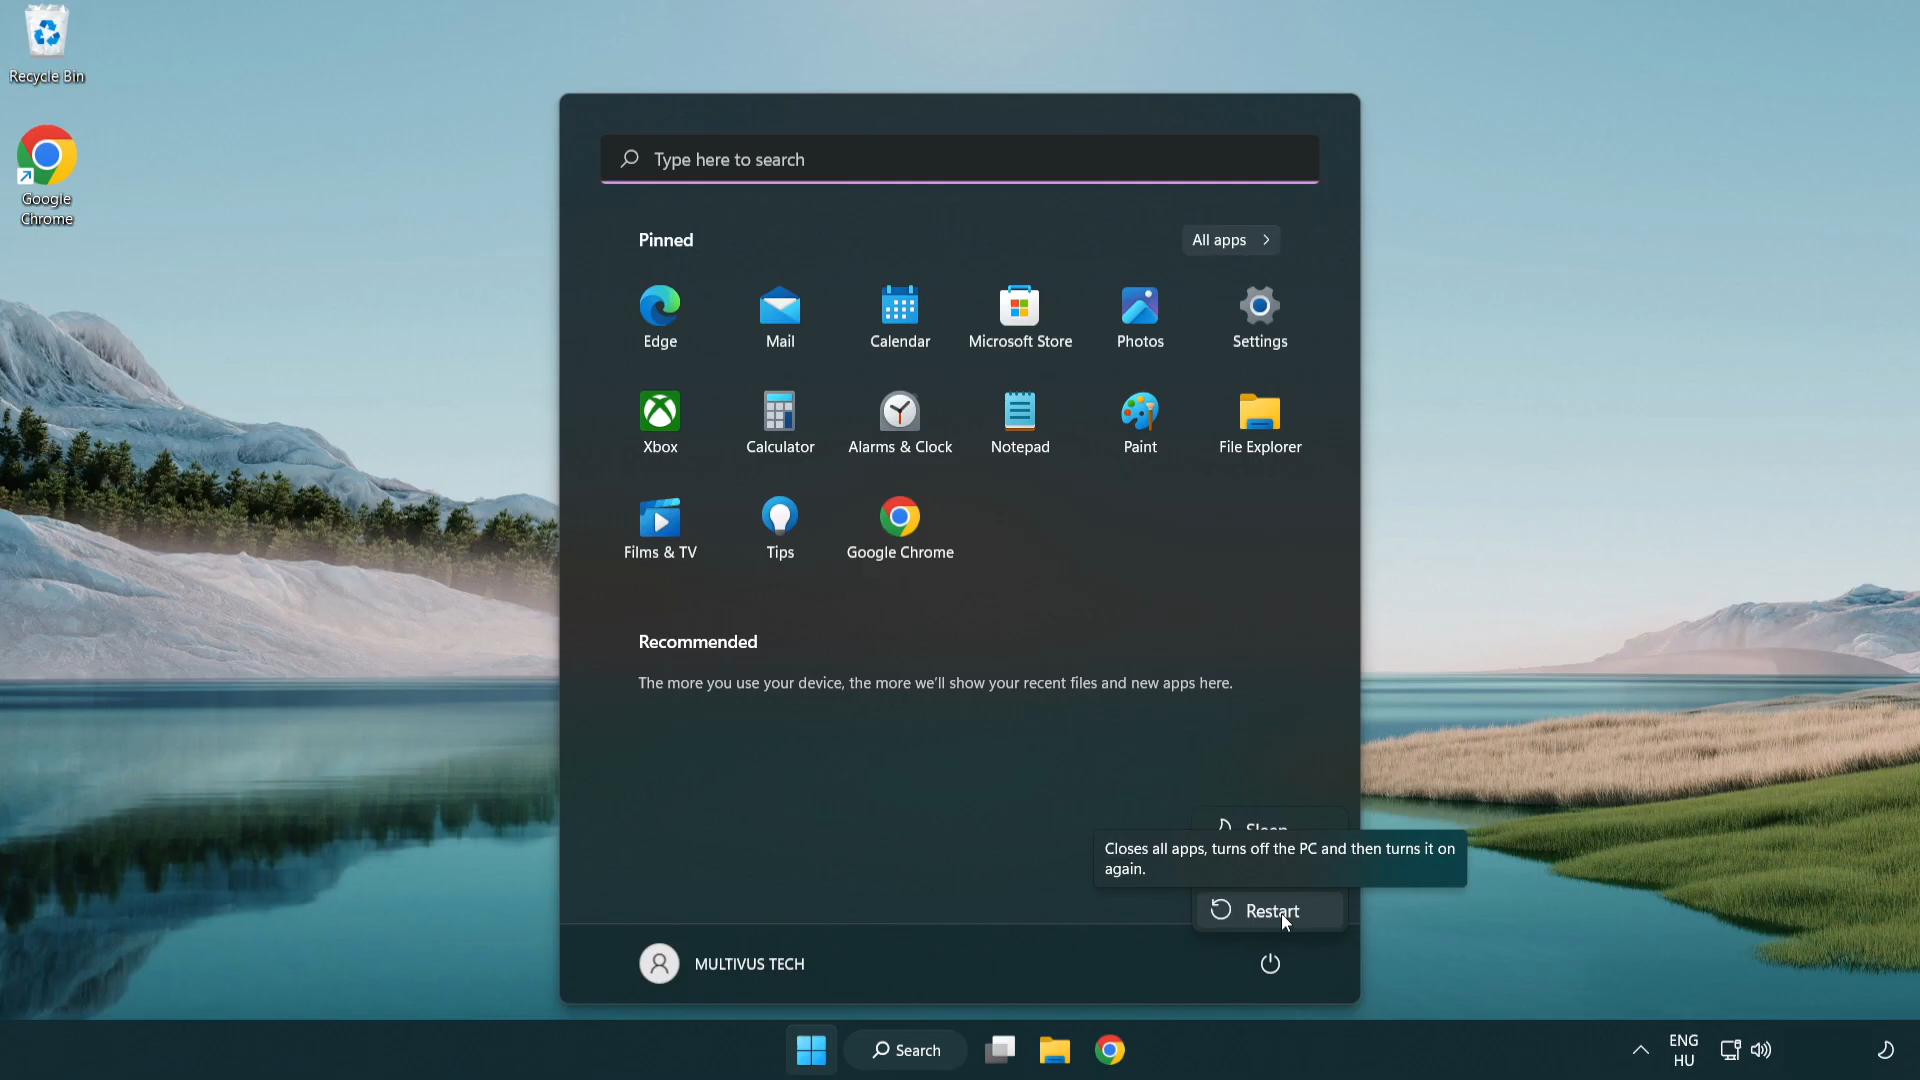 Recycle Bin
Google
Chrome
Type here to search
Pinned
All apps
Edge
Mail
Calendar
Microsoft Store
Photos
Settings
Xbox
Calculator
Alarms & Clock
Notepad
Paint
File Explorer
Films & TV
Tips
Google Chrome
Recommended
The more you use your device, the more we'll show your recent files and new apps here.
Sleep
Closes all apps, turns off the PC and then turns it on
again.
Restart
MULTIVUS TECH
Search
ENG
HU